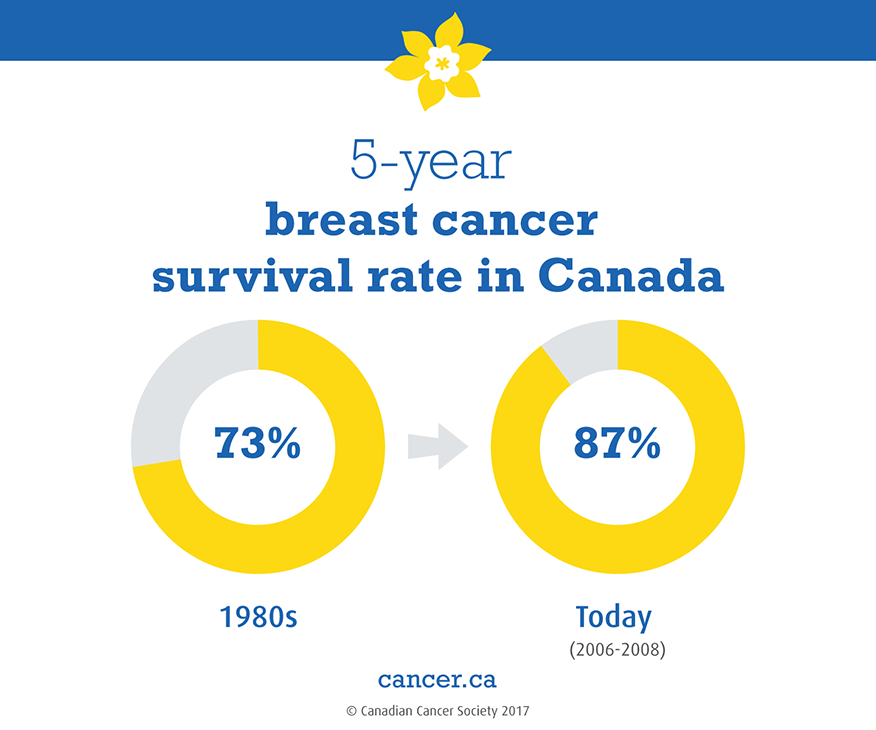 5-year
breast cancer
survival rate in Canada
73%
87%
1980s
Today
(2006-2008)
cancer.ca
© Canadian Cancer Society 2017